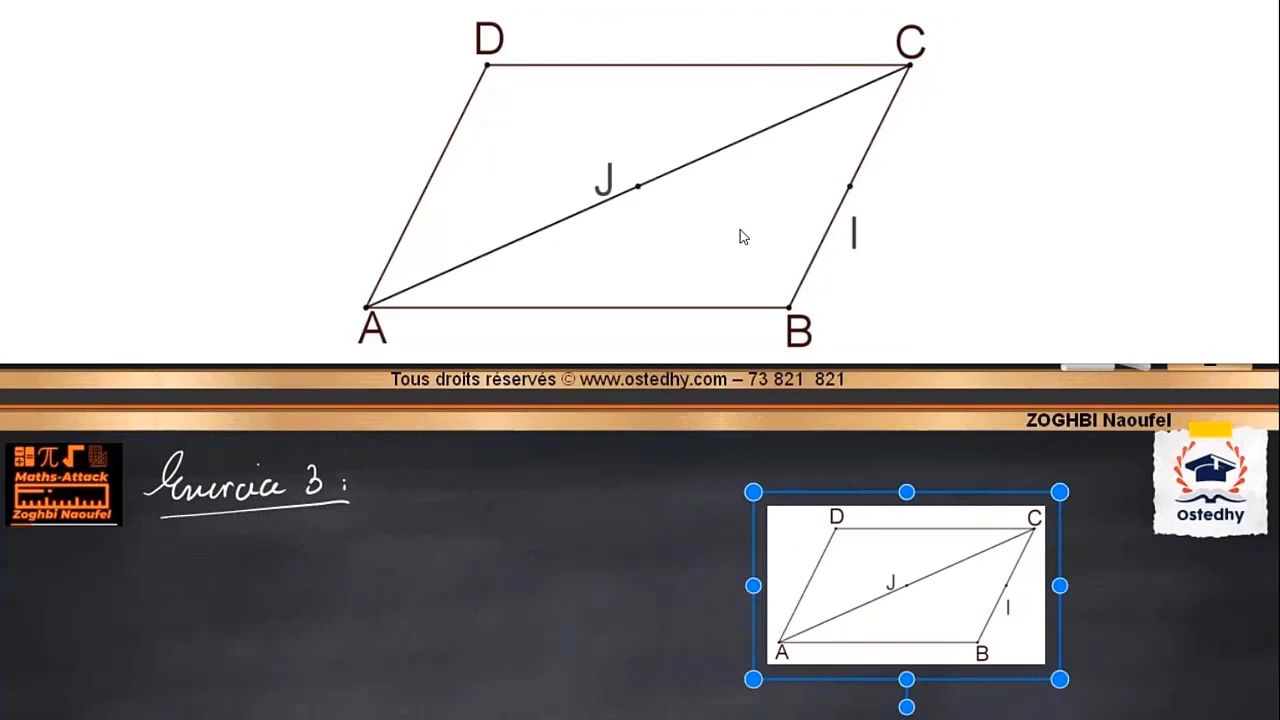 D
C
J
I
A
B
Tous droits réservés © www.ostedhy.com – 73 821 821
ZOGHBI Naoufel
Maths-Attack
Zoghbi Naoufel
Exercice 3 :
Ostedhy
D
C
J
I
A
B